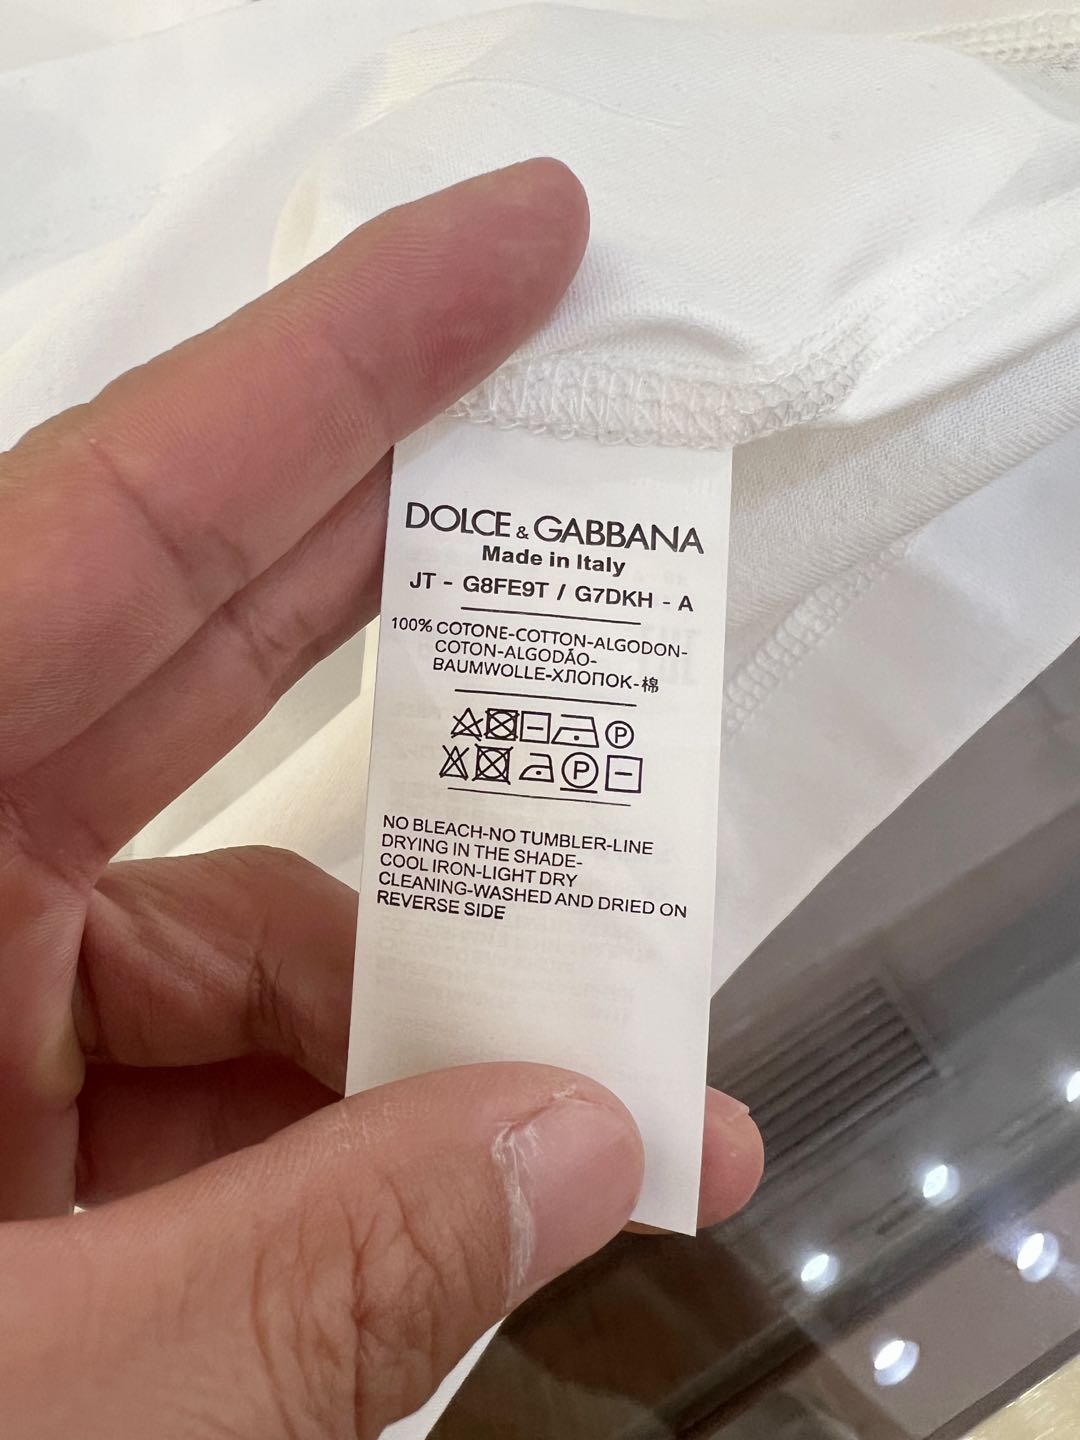 DOLCE & GABBANA
Made in Italy
JT - G8FE9T / G7DKH - A
100% COTONE-COTTON-ALGODON-
COTON-ALGODÃO-
BAUMWOLLE-ХЛОПОК-棉
P
P
NO BLEACH-NO TUMBLER-LINE
DRYING IN THE SHADE-
COOL IRON-LIGHT DRY
CLEANING-WASHED AND DRIED ON
REVERSE SIDE